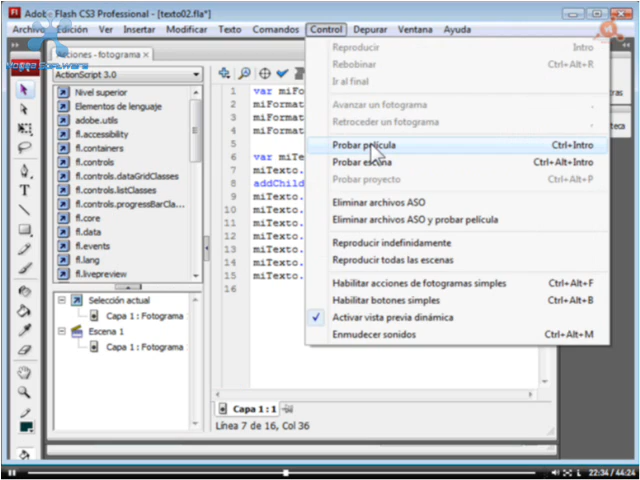 Adobe Flash CS3 Professional - [texto02.fla*]
Archivo Edición Ver Insertar Modificar Texto Comandos Control Depurar Ventana Ayuda
Acciones - fotograma ×
ActionScript 3.0
Nivel superior
Elementos de lenguaje
adobe.utils
fl.accessibility
fl.containers
fl.controls
fl.controls.dataGridClasses
fl.controls.listClasses
fl.controls.progressBarCla...
fl.core
fl.data
fl.events
fl.lang
fl.livepreview
Selección actual
Capa 1 : Fotograma
Escena 1
Capa 1 : Fotograma
1 var miFo
2 miFormat
3 miFormat
4 miFormat
5
6 var miTe
7 miTexto.
8 addChild
9 miTexto.
10 miTexto.
11 miTexto.
12 miTexto.
13 miTexto.
14 miTexto.
15 miTexto.
16
Capa 1 : 1
Línea 7 de 16, Col 36
Reproducir Intro
Rebobinar Ctrl+Alt+R
Ir al final
Avanzar un fotograma .
Retroceder un fotograma ,
Probar película Ctrl+Intro
Probar escena Ctrl+Alt+Intro
Probar proyecto Ctrl+Alt+P
Eliminar archivos ASO
Eliminar archivos ASO y probar película
Reproducir indefinidamente
Reproducir todas las escenas
Habilitar acciones de fotogramas simples Ctrl+Alt+F
Habilitar botones simples Ctrl+Alt+B
Activar vista previa dinámica
Enmudecer sonidos Ctrl+Alt+M
tras
teca
22:34 / 44:24